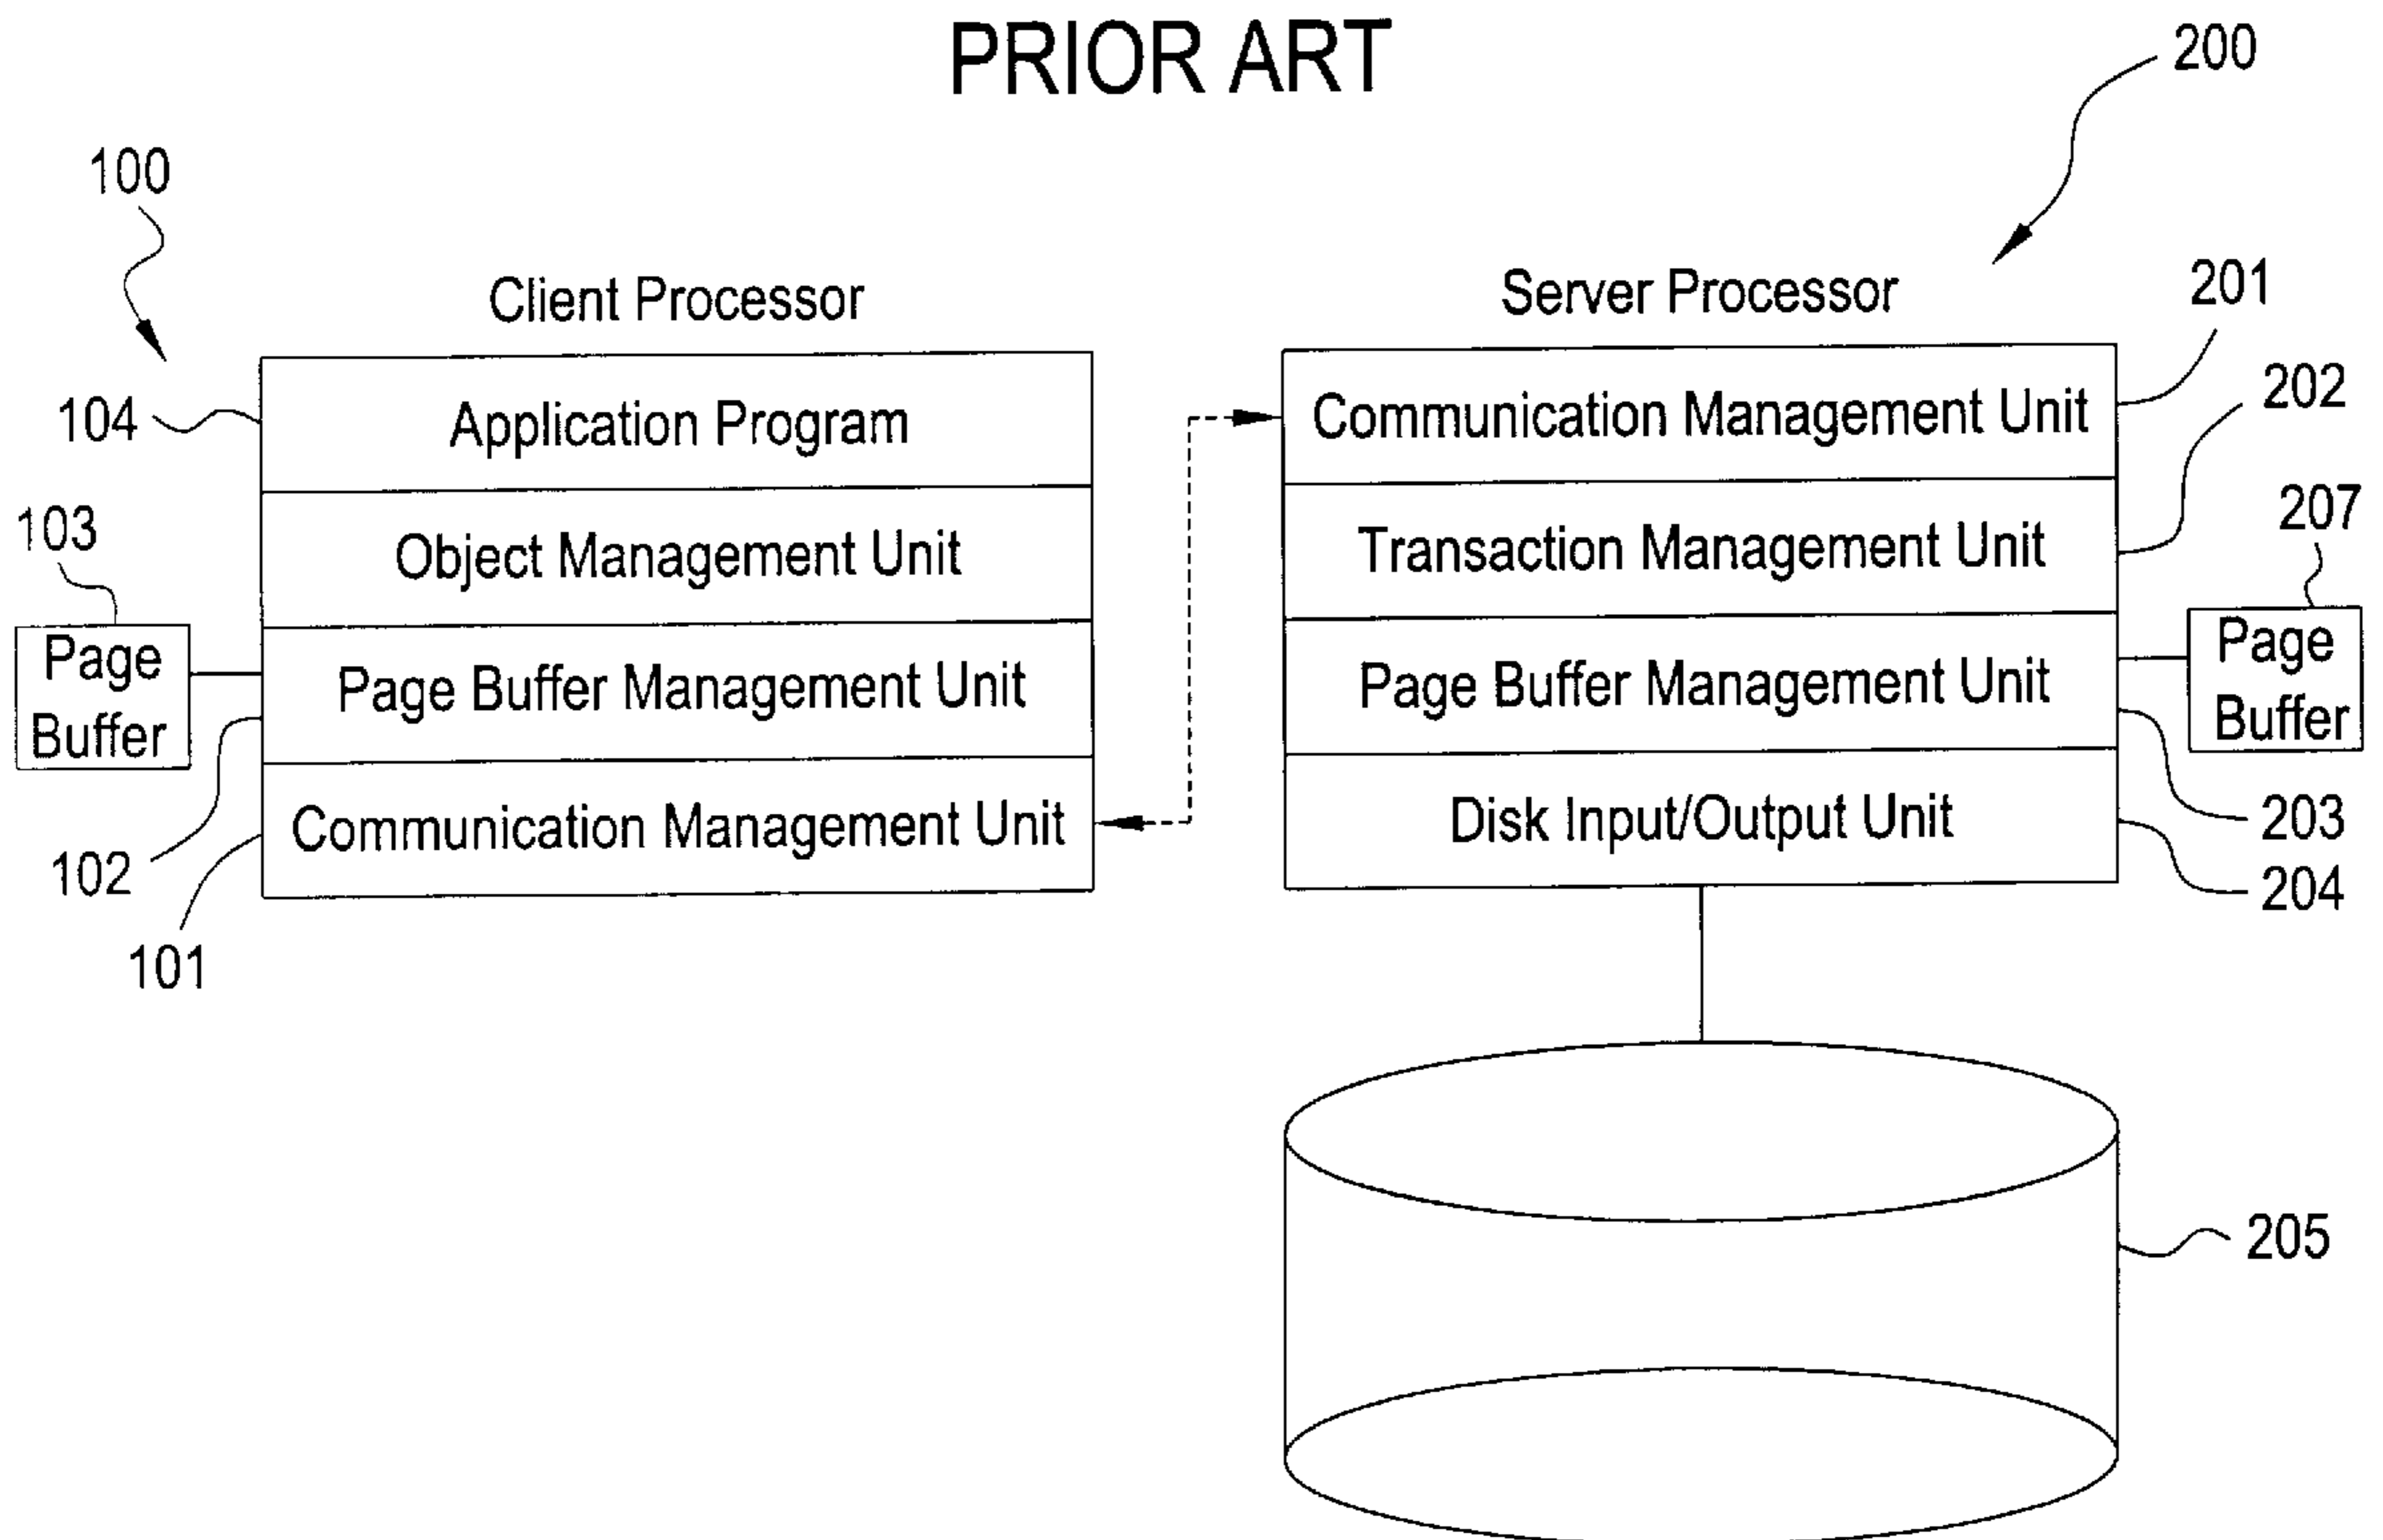 PRIOR ART
200
100
Client Processor
Server Processor
201
104
Application Program
Communication Management Unit
202
103
Object Management Unit
Transaction Management Unit
207
Page
Buffer
Page Buffer Management Unit
Page Buffer Management Unit
Page
Buffer
102
Communication Management Unit
Disk Input/Output Unit
203
204
101
205